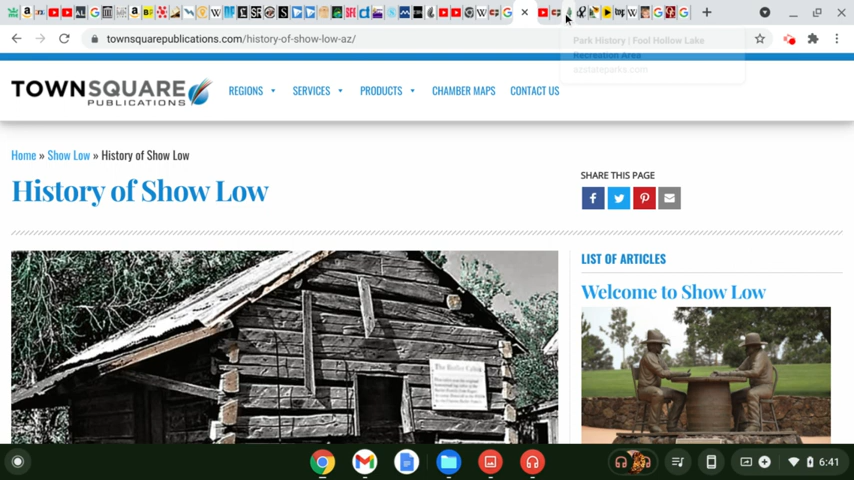 townsquarepublications.com/history-of-show-low-az/
Park History | Fool Hollow Lake
Recreation Area
azstateparks.com
TOWNSQUARE
PUBLICATIONS
REGIONS
SERVICES
PRODUCTS
CHAMBER MAPS
CONTACT US
Home » Show Low » History of Show Low
History of Show Low
SHARE THIS PAGE
LIST OF ARTICLES
Welcome to Show Low
The Butler Cabin
6:41